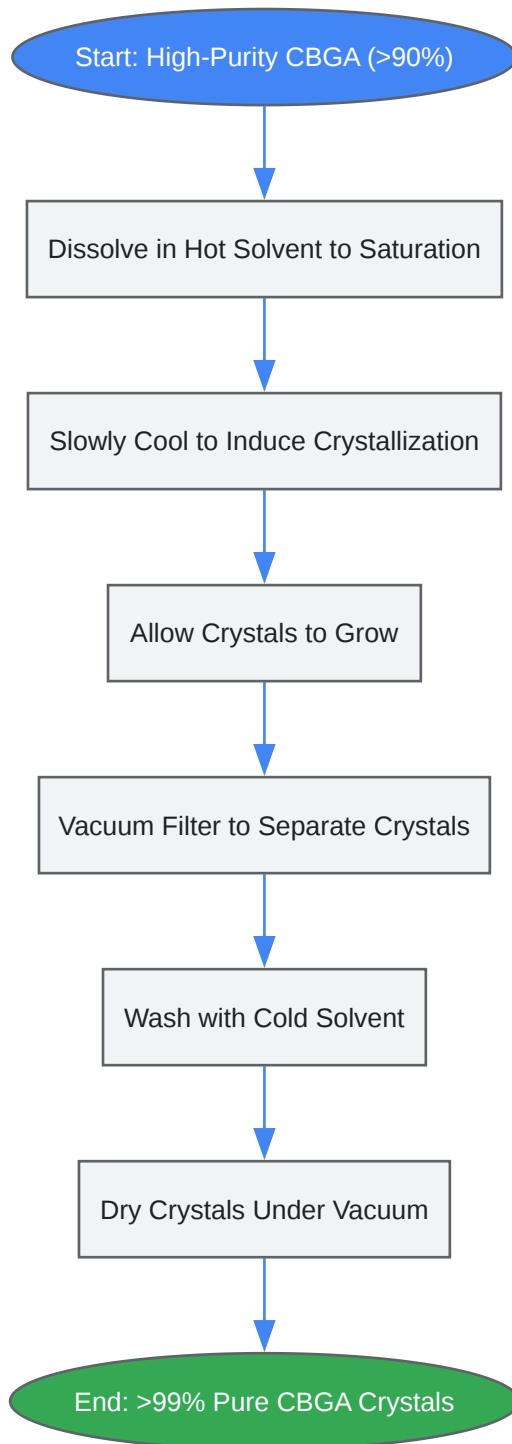 Start: High-Purity CBGA (>90%)
Dissolve in Hot Solvent to Saturation
Slowly Cool to Induce Crystallization
Allow Crystals to Grow
Vacuum Filter to Separate Crystals
Wash with Cold Solvent
Dry Crystals Under Vacuum
End: >99% Pure CBGA Crystals